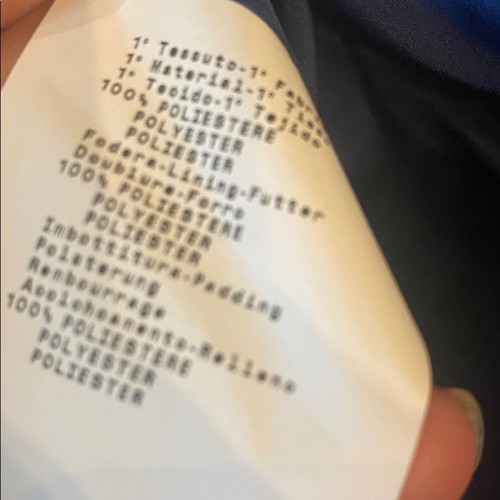 1° Tessuto-1° Fabric
1° Material-1° Tissu
1° Tecido-1° Tejido
100% POLIESTERE
POLYESTER
POLIESTER
Fodera-Lining-Futter
Doublure-Forro
100% POLIESTERE
POLYESTER
POLIESTER
Imbottitura-Padding
Polsterung
Rembourrage
Acolchoamento-Relleno
100% POLIESTERE
POLYESTER
POLIESTER